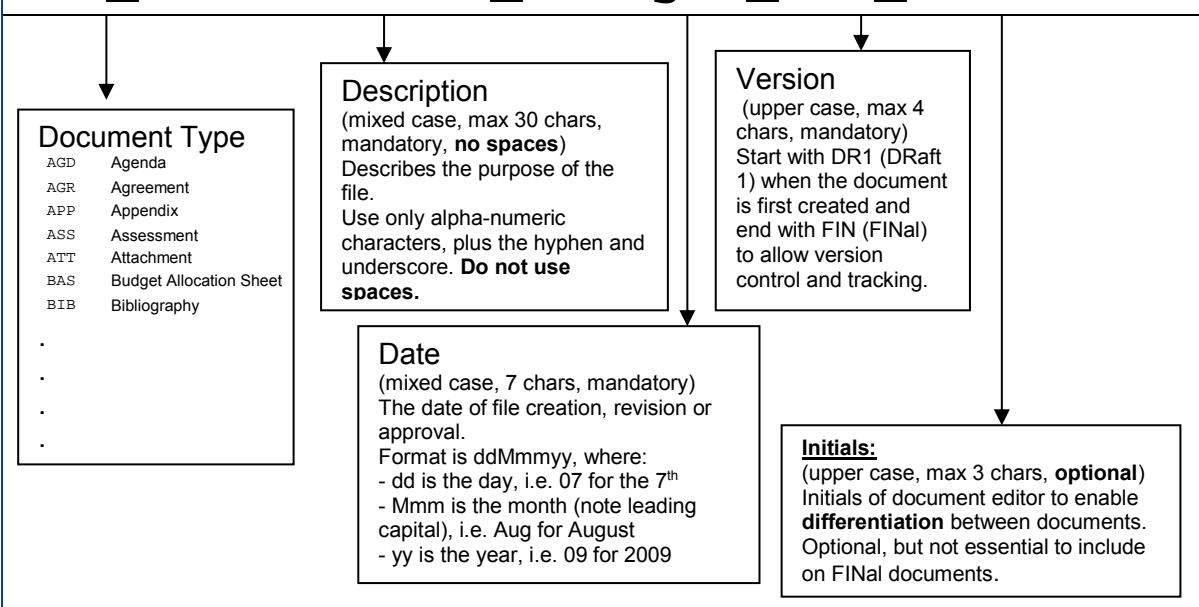 Document Type
AGD Agenda
AGR Agreement
APP Appendix
ASS Assessment
ATT Attachment
BAS Budget Allocation Sheet
BIB Bibliography
.
.
.
.
Description
(mixed case, max 30 chars,
mandatory, no spaces)
Describes the purpose of the
file.
Use only alpha-numeric
characters, plus the hyphen and
underscore. Do not use
spaces.
Date
(mixed case, 7 chars, mandatory)
The date of file creation, revision or
approval.
Format is ddMmmyy, where:
- dd is the day, i.e. 07 for the 7th
- Mmm is the month (note leading
capital), i.e. Aug for August
- yy is the year, i.e. 09 for 2009
Version
(upper case, max 4
chars, mandatory)
Start with DR1 (DRaft
1) when the document
is first created and
end with FIN (FINal)
to allow version
control and tracking.
Initials:
(upper case, max 3 chars, optional)
Initials of document editor to enable
differentiation between documents.
Optional, but not essential to include
on FINal documents.